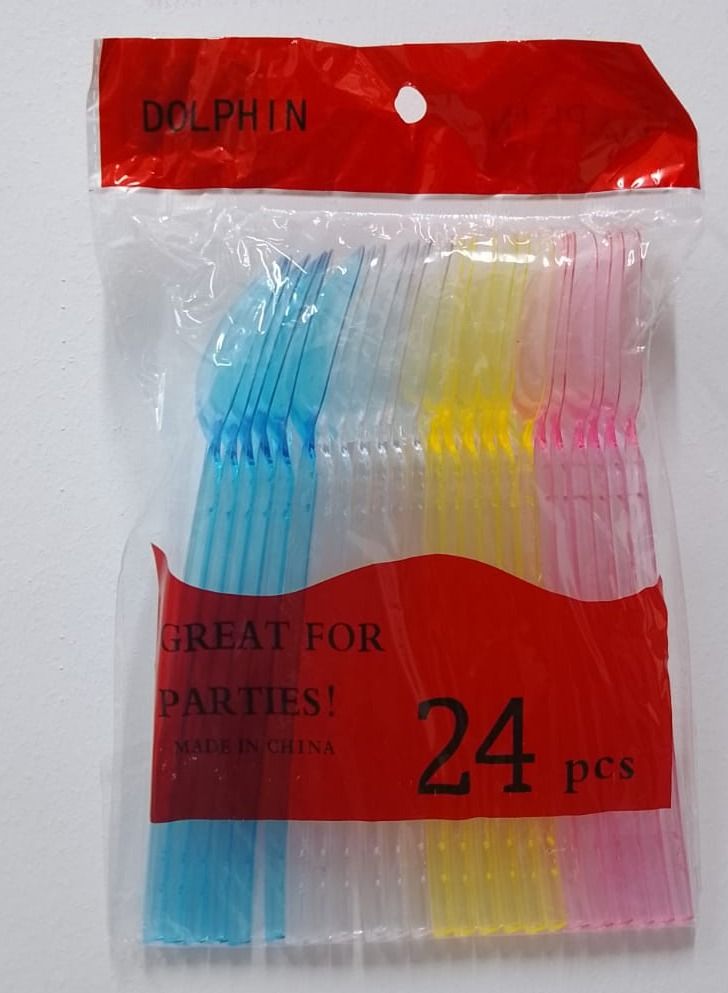 DOLPHIN
GREAT FOR
PARTIES!
MADE IN CHINA
24 pcs